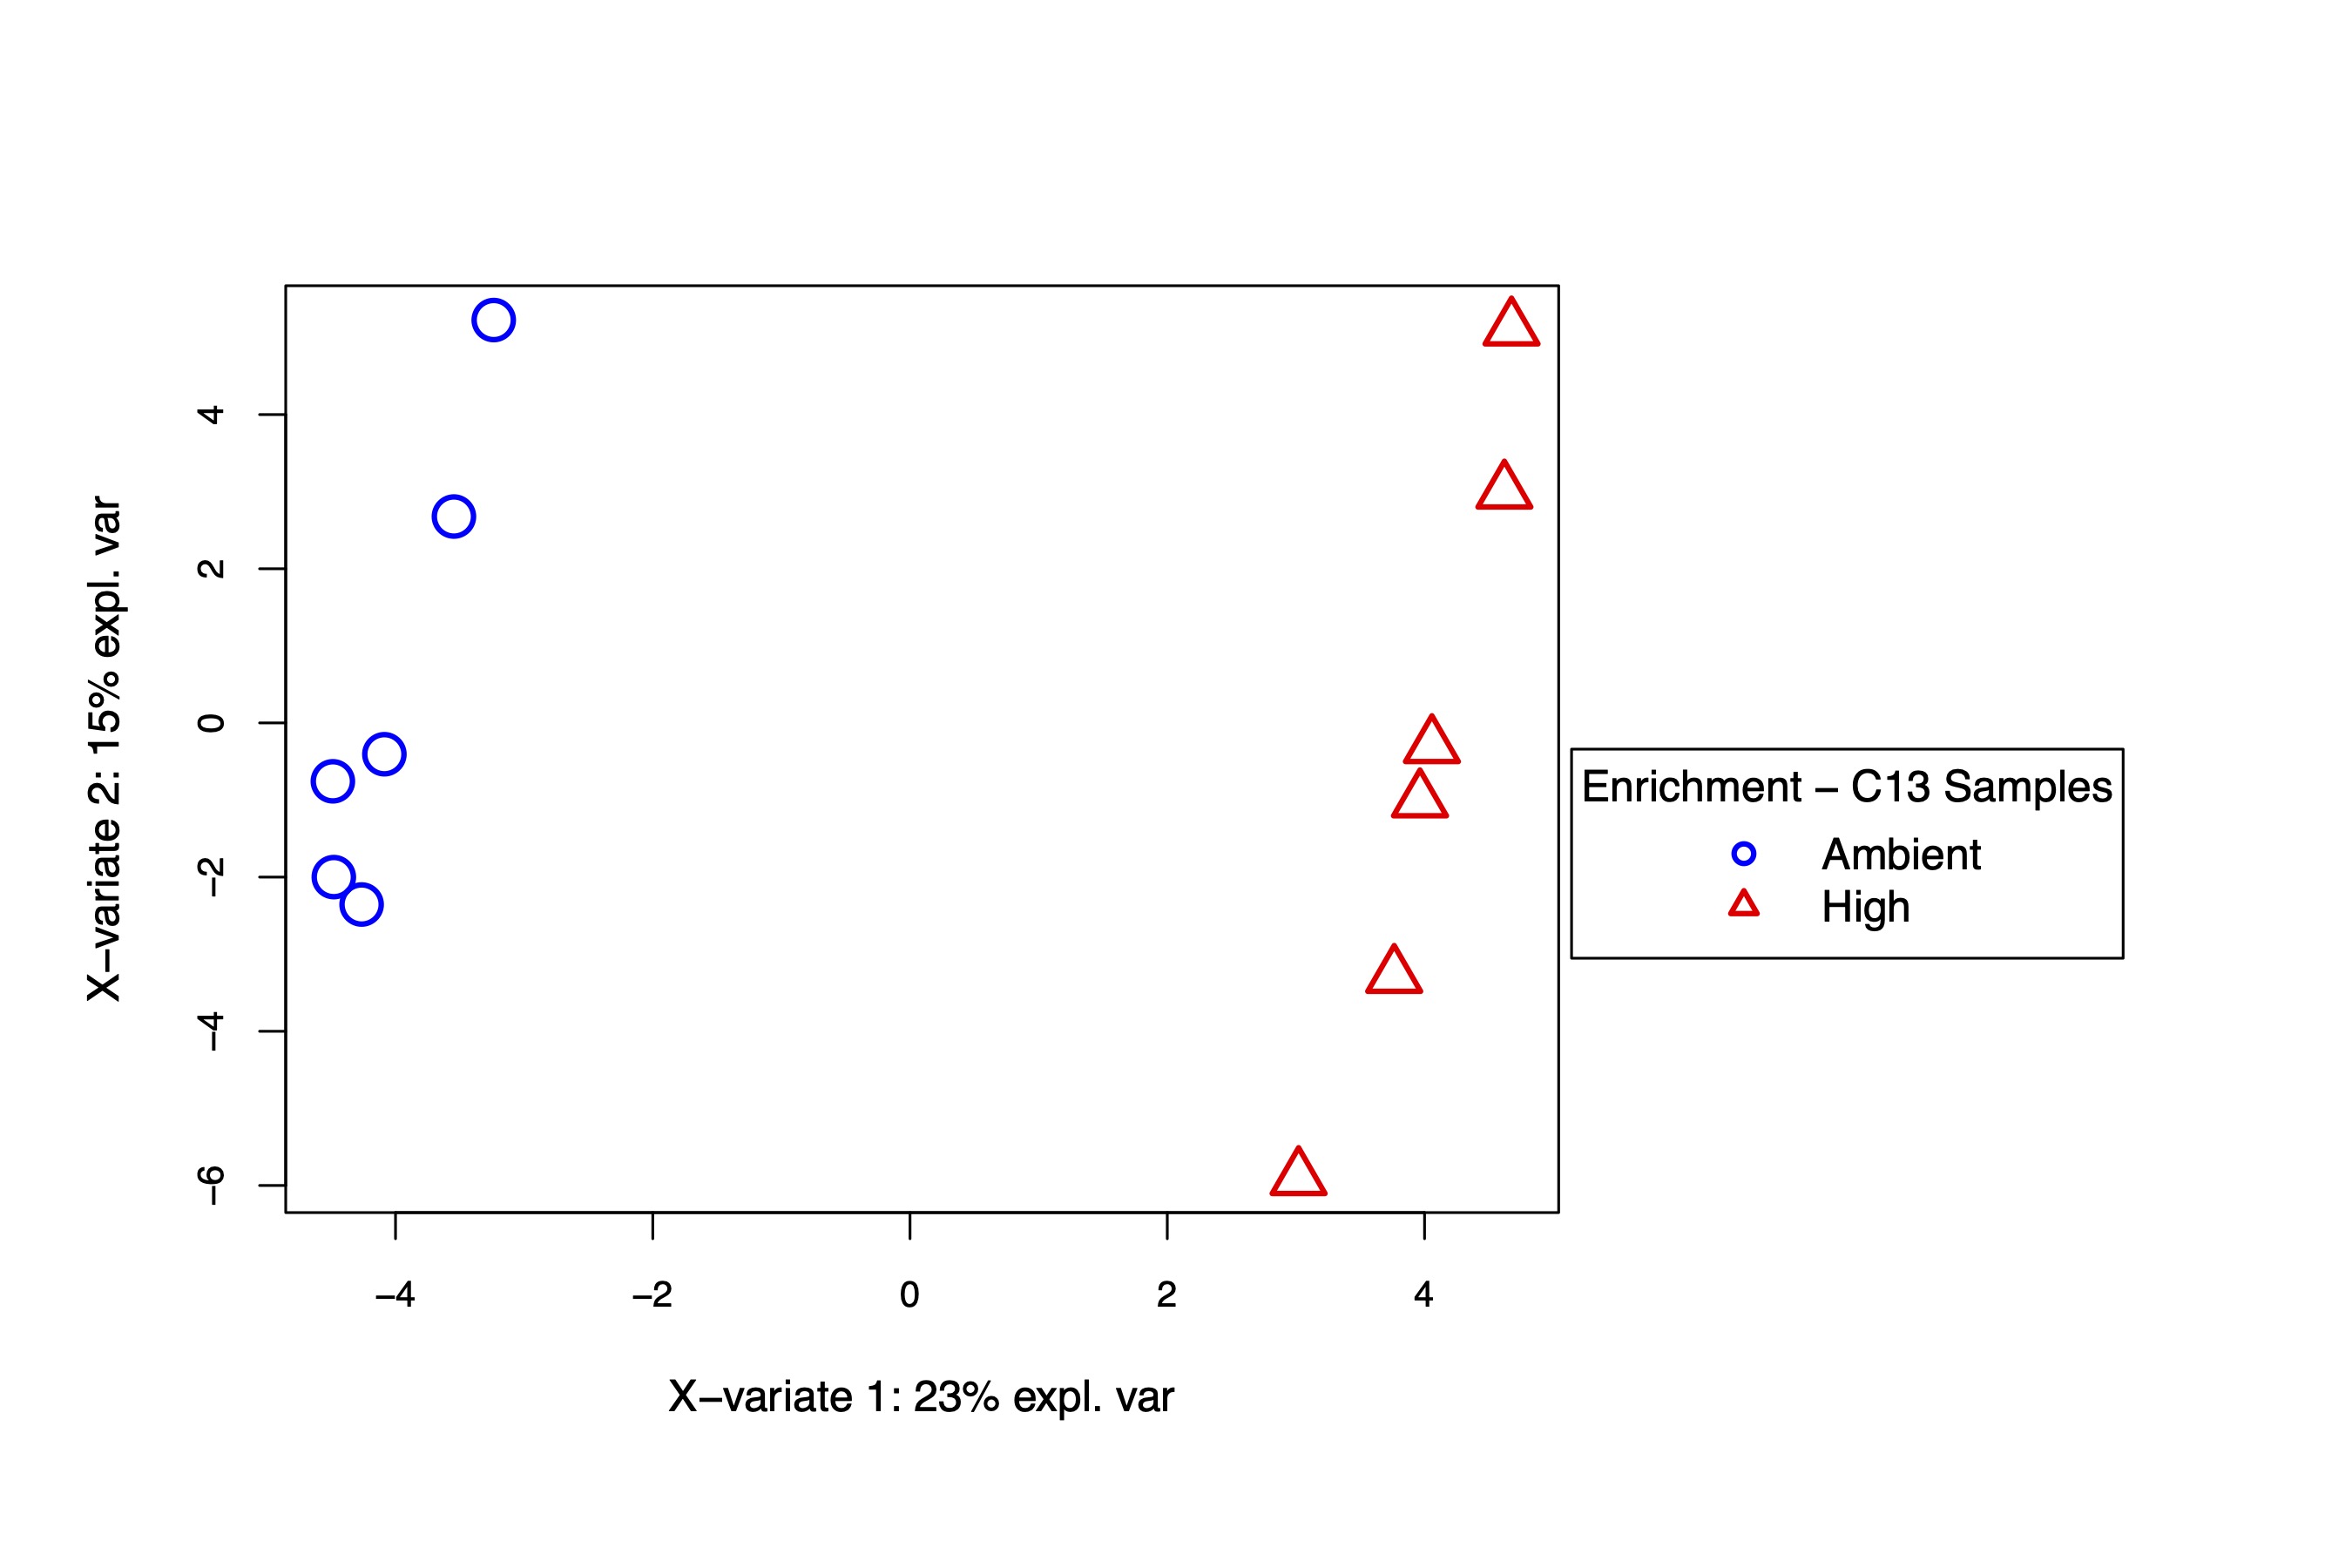 4
2
0
−2
−4
−6
X−variate 2: 15% expl. var
−4
−2
0
2
4
X−variate 1: 23% expl. var
Enrichment − C13 Samples
Ambient
High